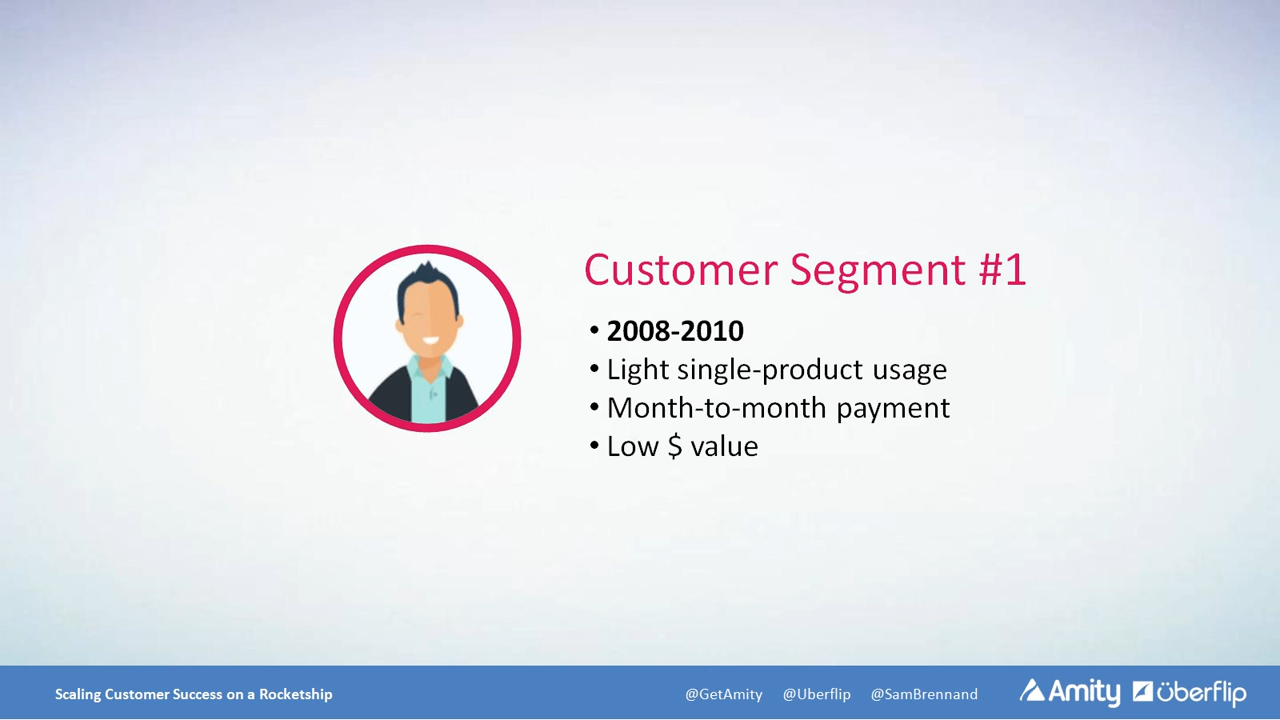 Customer Segment #1
• 2008-2010
• Light single-product usage
• Month-to-month payment
• Low $ value
Scaling Customer Success on a Rocketship
@GetAmity @Uberflip @SamBrennand
Amity überflip